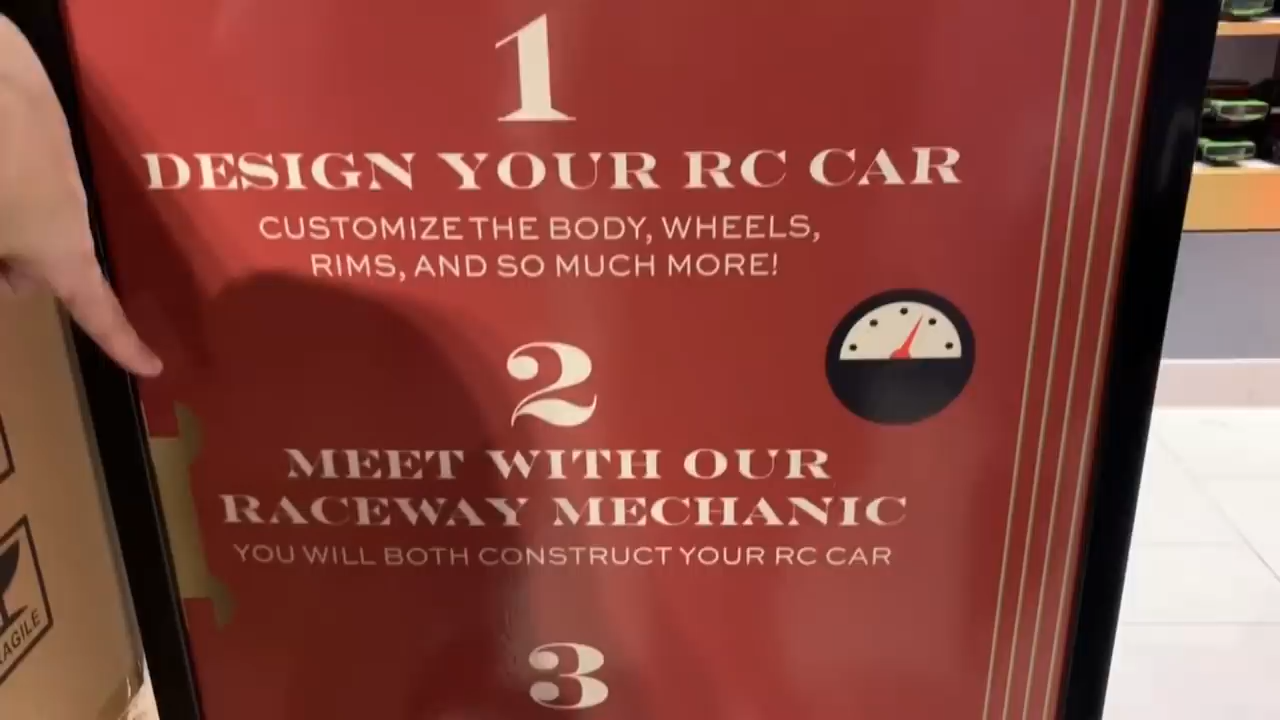 1
DESIGN YOUR RC CAR
CUSTOMIZE THE BODY, WHEELS,
RIMS, AND SO MUCH MORE!
2
MEET WITH OUR
RACEWAY MECHANIC
YOU WILL BOTH CONSTRUCT YOUR RC CAR
3